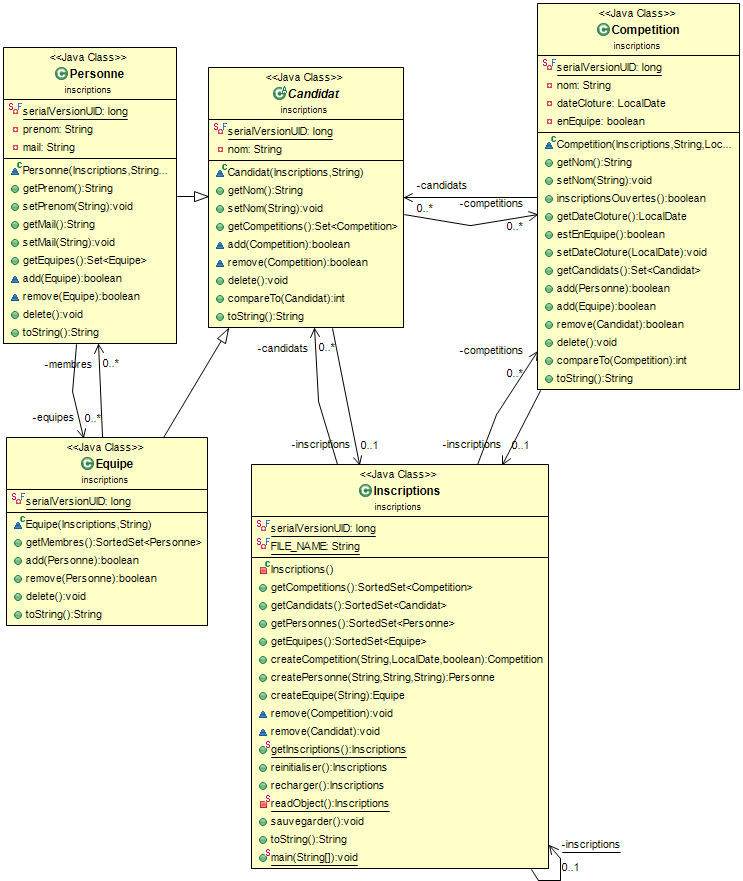 <<Java Class>>
Personne
inscriptions
serialVersionUID: long
prenom: String
mail: String
Personne(Inscriptions,String...
getPrenom():String
setPrenom(String):void
getMail():String
setMail(String):void
getEquipes():Set<Equipe>
add(Equipe):boolean
remove(Equipe):boolean
delete():void
toString():String
<<Java Class>>
Candidat
inscriptions
serialVersionUID: long
nom: String
Candidat(Inscriptions,String)
getNom():String
setNom(String):void
getCompetitions():Set<Competition>
add(Competition):boolean
remove(Competition):boolean
delete():void
compareTo(Candidat):int
toString():String
<<Java Class>>
Competition
inscriptions
serialVersionUID: long
nom: String
dateCloture: LocalDate
enEquipe: boolean
Competition(Inscriptions,String,Loc...
getNom():String
setNom(String):void
inscriptionsOuvertes():boolean
getDateCloture():LocalDate
estEnEquipe():boolean
setDateCloture(LocalDate):void
getCandidats():Set<Candidat>
add(Personne):boolean
add(Equipe):boolean
remove(Candidat):boolean
delete():void
compareTo(Competition):int
toString():String
-candidats
0..*
-competitions
0..*
-membres
0..*
-equipes
0..*
-candidats
0..*
-inscriptions
0..1
-competitions
0..*
-inscriptions
0..1
<<Java Class>>
Equipe
inscriptions
serialVersionUID: long
Equipe(Inscriptions,String)
getMembres():SortedSet<Personne>
add(Personne):boolean
remove(Personne):boolean
delete():void
toString():String
<<Java Class>>
Inscriptions
inscriptions
serialVersionUID: long
FILE_NAME: String
Inscriptions()
getCompetitions():SortedSet<Competition>
getCandidats():SortedSet<Candidat>
getPersonnes():SortedSet<Personne>
getEquipes():SortedSet<Equipe>
createCompetition(String,LocalDate,boolean):Competition
createPersonne(String,String,String):Personne
createEquipe(String):Equipe
remove(Competition):void
remove(Candidat):void
getInscriptions():Inscriptions
reinitialiser():Inscriptions
recharger():Inscriptions
readObject():Inscriptions
sauvegarder():void
toString():String
main(String[]):void
-inscriptions
0..1